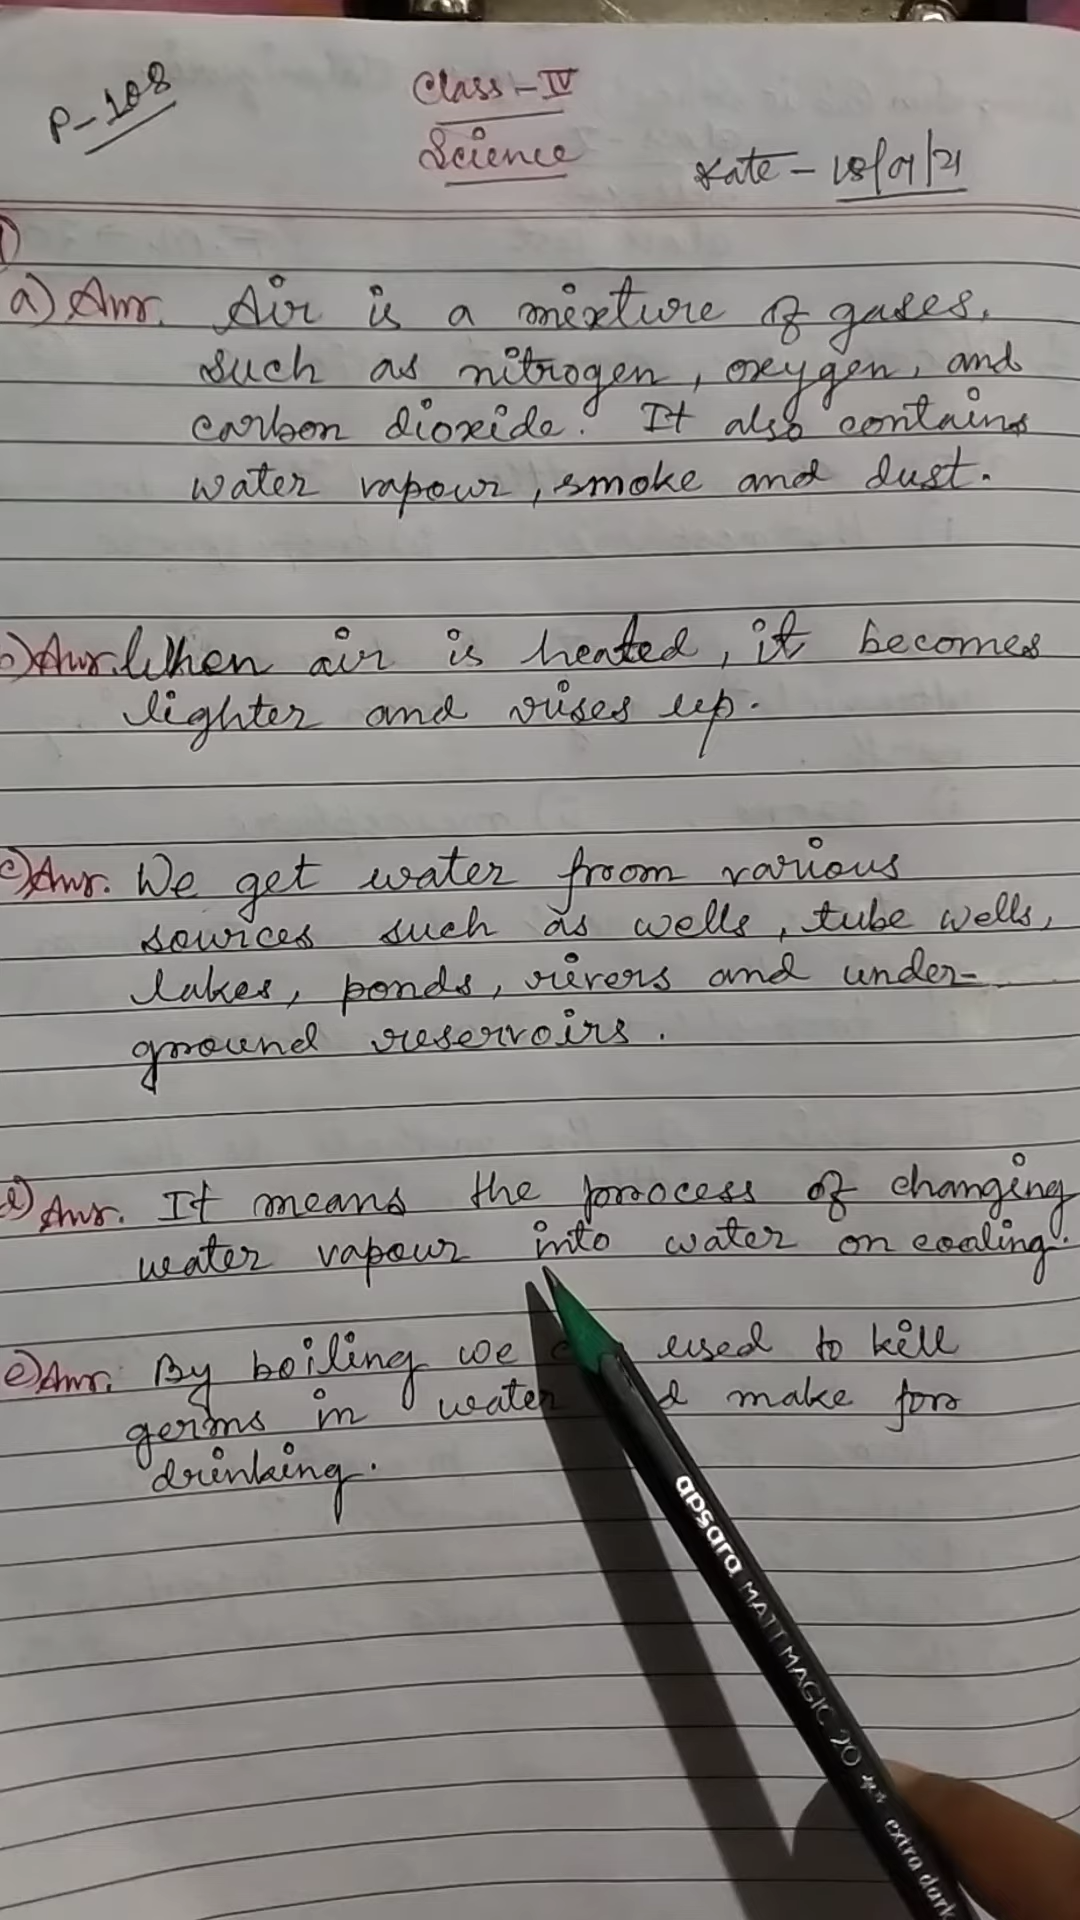 P-108
Class-IV
Science
Date - 18/01/21
1)
a) Ans. Air is a mixture of gases,
such as nitrogen, oxygen, and
carbon dioxide. It also contains
water vapour, smoke and dust.
b) Ans. When air is heated, it becomes
lighter and rises up.
c) Ans. We get water from various
sources such as wells, tube wells,
lakes, ponds, rivers and under-
ground reservoirs.
d) Ans. It means the process of changing
water vapour into water on cooling.
e) Ans. By boiling we used to kill
germs in water make for
drinking.
apsara MATT MAGIC 2.0 ** extra dark